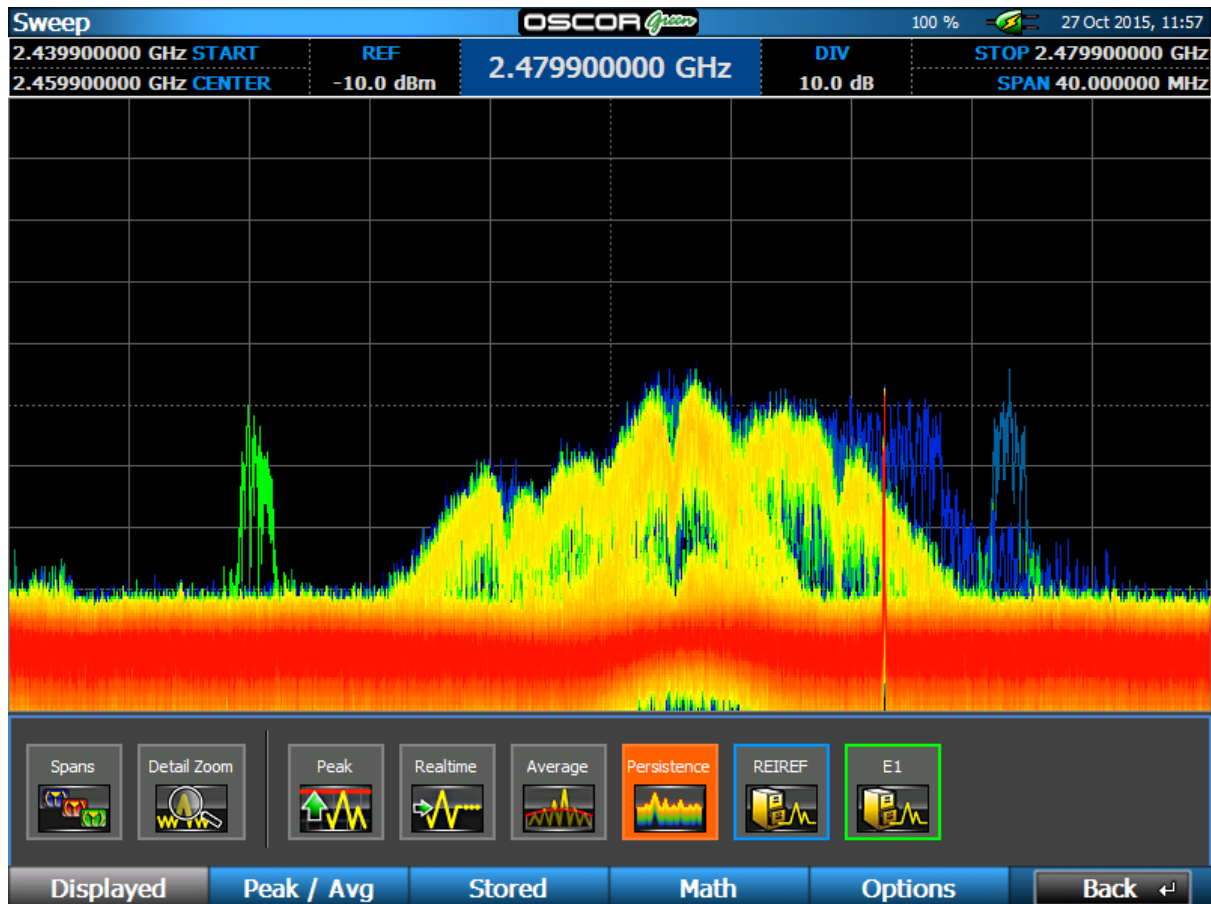 Sweep
OSCOR Green
100 %
27 Oct 2015, 11:57
2.439900000 GHz START
REF
2.479900000 GHz
DIV
STOP 2.479900000 GHz
2.459900000 GHz CENTER
-10.0 dBm
10.0 dB
SPAN 40.000000 MHz
Spans
Detail Zoom
Peak
Realtime
Average
Persistence
REIREF
E1
Displayed
Peak / Avg
Stored
Math
Options
Back